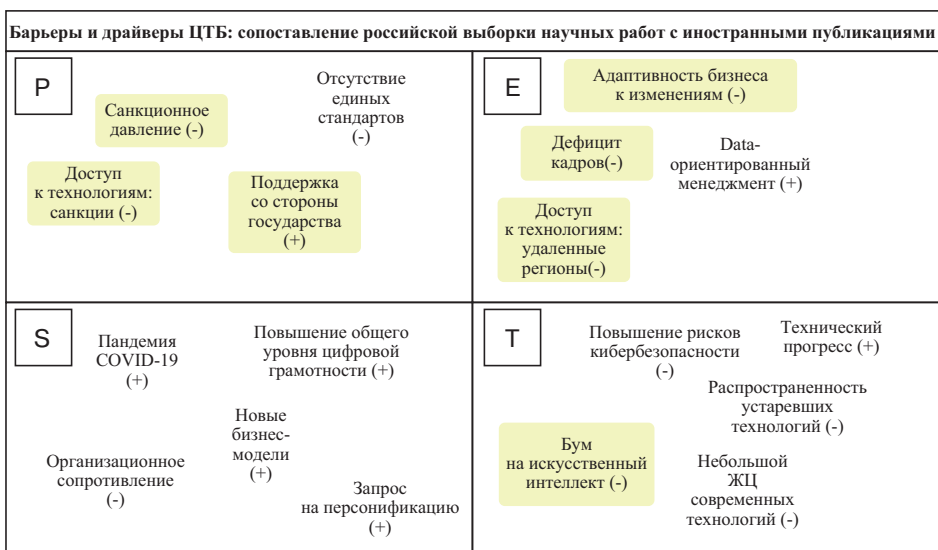 Барьеры и драйверы ЦТБ: сопоставление российской выборки научных работ с иностранными публикациями
P
Санкционное
давление (-)
Отсутствие
единых
стандартов
(-)
Доступ
к технологиям:
санкции (-)
Поддержка
со стороны
государства
(+)
E
Адаптивность бизнеса
к изменениям (-)
Дефицит
кадров(-)
Data-
ориентированный
менеджмент (+)
Доступ
к технологиям:
удаленные
регионы(-)
S
Пандемия
COVID-19
(+)
Повышение общего
уровня цифровой
грамотности (+)
Новые
бизнес-
модели
(+)
Организационное
сопротивление
(-)
Запрос
на персонификацию
(+)
T
Повышение рисков
кибербезопасности
(-)
Технический
прогресс (+)
Распространенность
устаревших
технологий (-)
Бум
на искусственный
интеллект (-)
Небольшой
ЖЦ
современных
технологий (-)